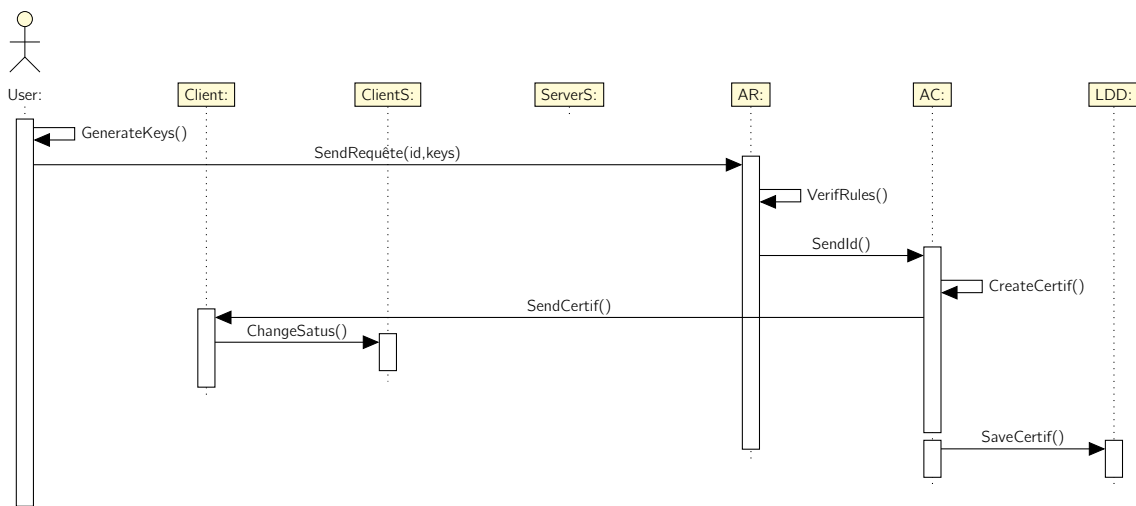 User:
Client:
ClientS:
ServerS:
AR:
AC:
LDD:
GenerateKeys()
SendRequête(id,keys)
VerifRules()
SendId()
CreateCertif()
SendCertif()
ChangeSatus()
SaveCertif()